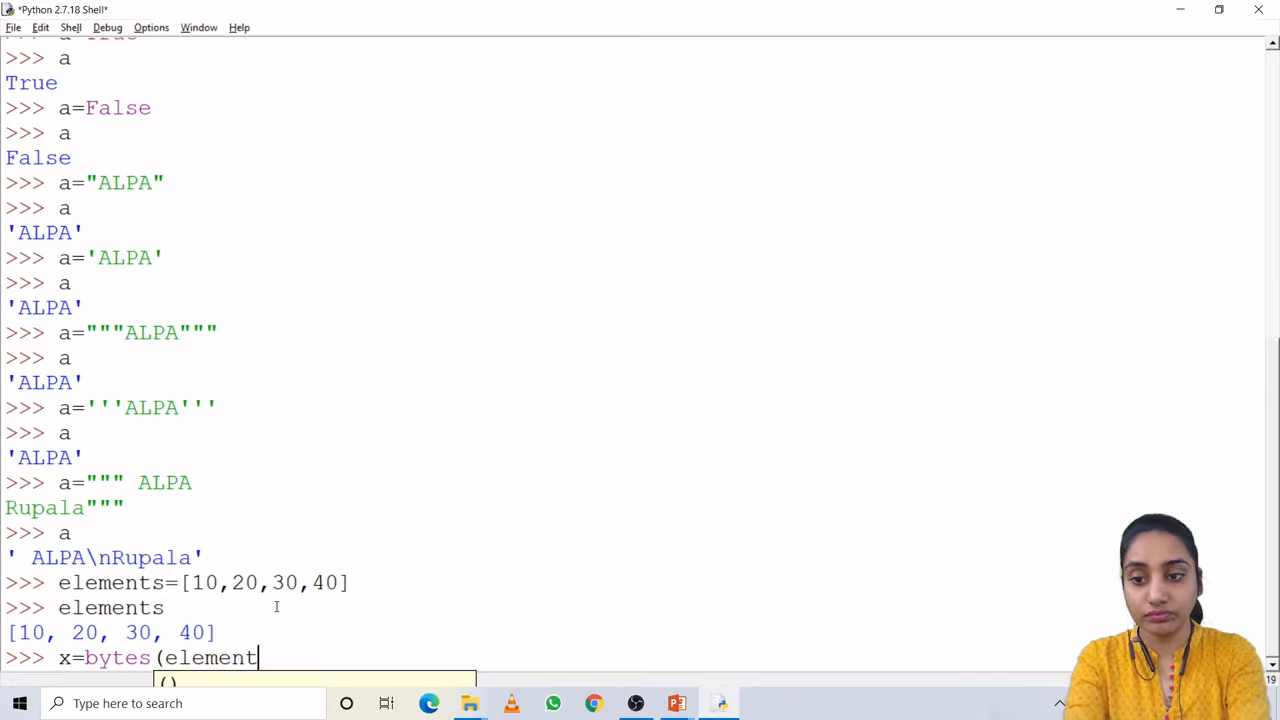 *Python 2.7.18 Shell*
File Edit Shell Debug Options Window Help
>>> a
True
>>> a=False
>>> a
False
>>> a="ALPA"
>>> a
'ALPA'
>>> a='ALPA'
>>> a
'ALPA'
>>> a="""ALPA"""
>>> a
'ALPA'
>>> a='''ALPA'''
>>> a
'ALPA'
>>> a=""" ALPA
Rupala"""
>>> a
' ALPA\nRupala'
>>> elements=[10,20,30,40]
>>> elements
[10, 20, 30, 40]
>>> x=bytes(element
()
19
Type here to search